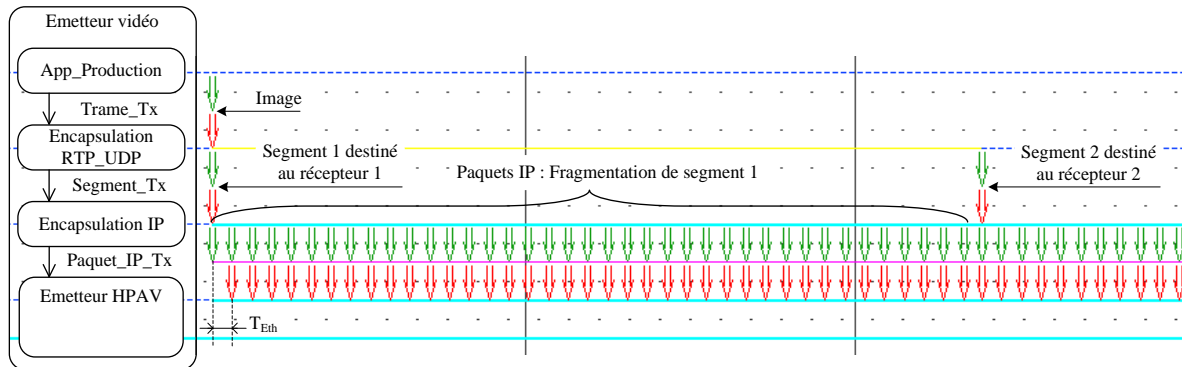 Emetteur vidéo
App_Production
Trame_Tx
Image
Encapsulation
RTP_UDP
Segment 1 destiné
au récepteur 1
Paquets IP : Fragmentation de segment 1
Segment 2 destiné
au récepteur 2
Segment_Tx
Encapsulation IP
Paquet_IP_Tx
Emetteur HPAV
TEth